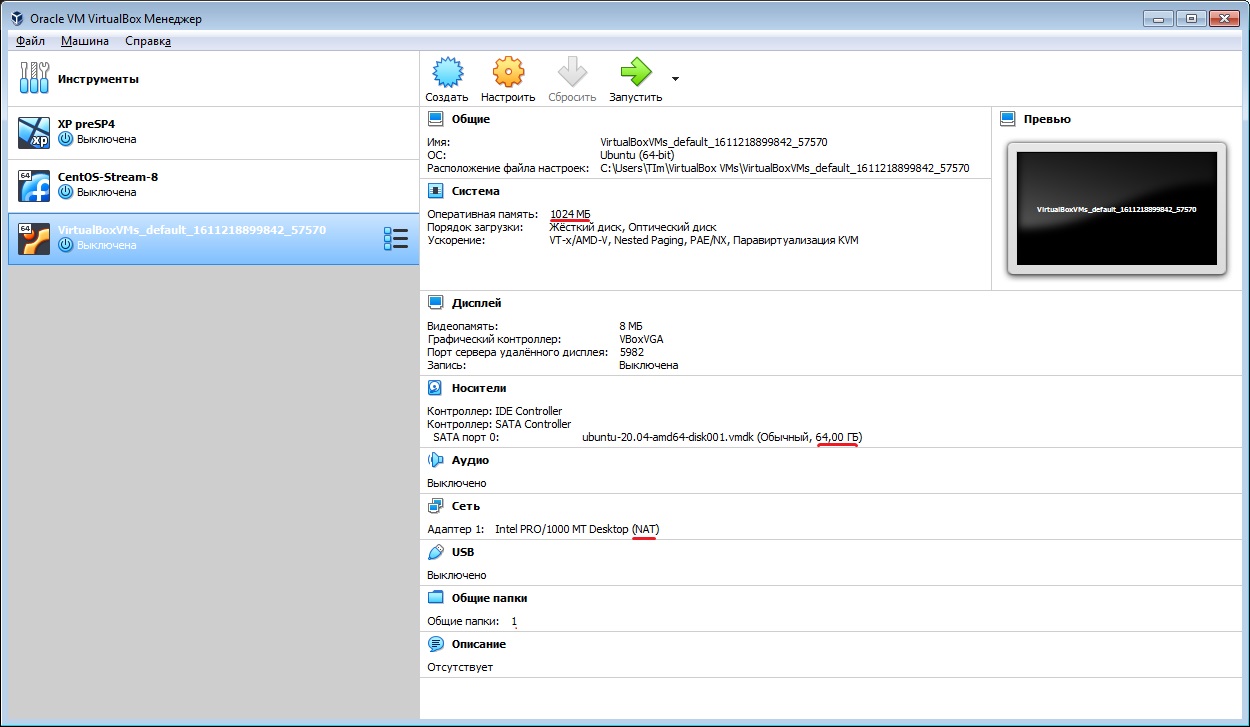 Oracle VM VirtualBox Менеджер
Файл Машина Справка
Инструменты
XP preSP4
Выключена
64
CentOS-Stream-8
Выключена
64
VirtualBoxVMs_default_1611218899842_57570
Выключена
Создать Настроить Сбросить Запустить
Общие
Имя: VirtualBoxVMs_default_1611218899842_57570
ОС: Ubuntu (64-bit)
Расположение файла настроек: C:\Users\TIm\VirtualBox VMs\VirtualBoxVMs_default_1611218899842_57570
Система
Оперативная память: 1024 МБ
Порядок загрузки: Жёсткий диск, Оптический диск
Ускорение: VT-x/AMD-V, Nested Paging, PAE/NX, Паравиртуализация KVM
Превью
VirtualBoxVMs_default_1611218899842_57570
Дисплей
Видеопамять: 8 МБ
Графический контроллер: VBoxVGA
Порт сервера удалённого дисплея: 5982
Запись: Выключена
Носители
Контроллер: IDE Controller
Контроллер: SATA Controller
SATA порт 0: ubuntu-20.04-amd64-disk001.vmdk (Обычный, 64,00 ГБ)
Аудио
Выключено
Сеть
Адаптер 1: Intel PRO/1000 MT Desktop (NAT)
USB
Выключено
Общие папки
Общие папки: 1
Описание
Отсутствует